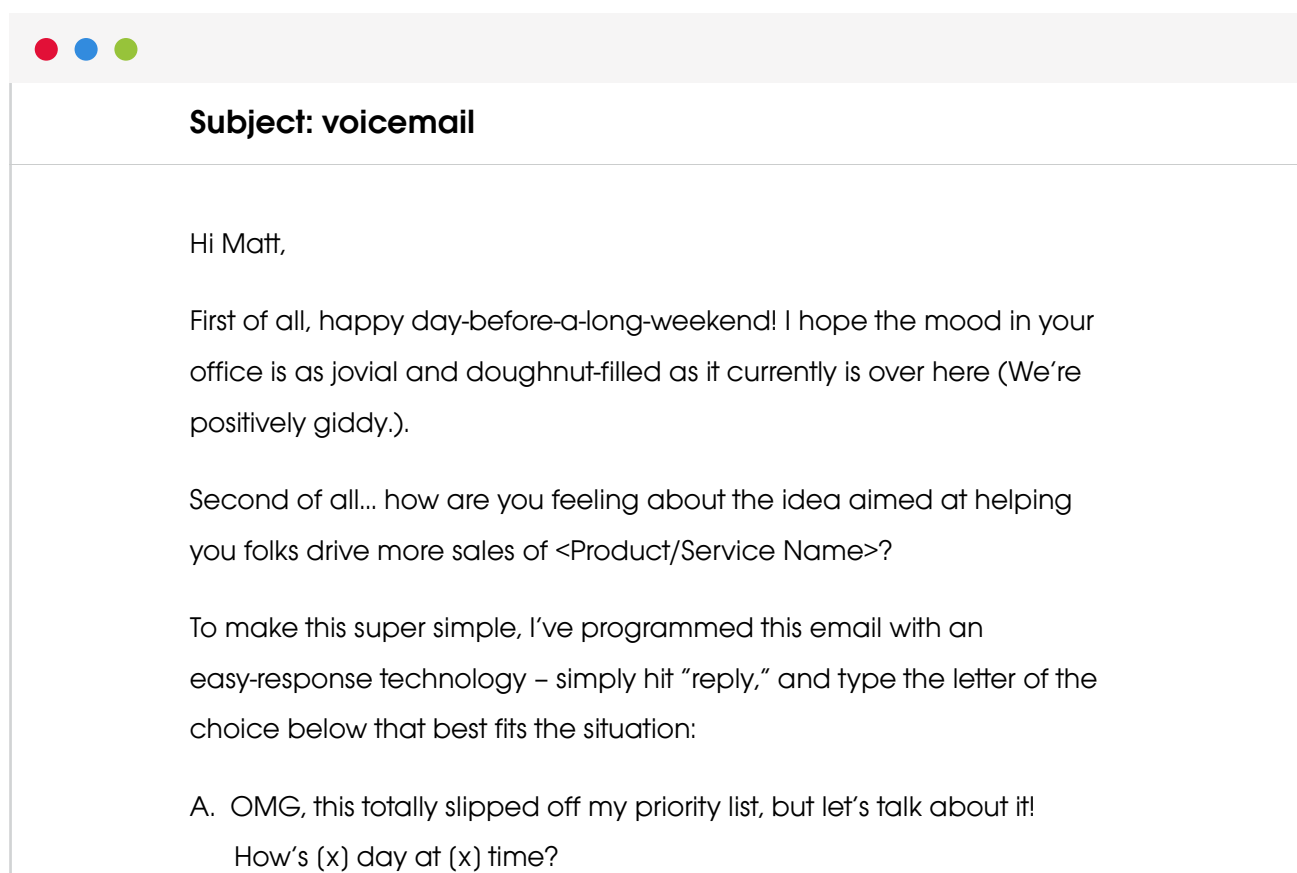 Subject: voicemail
Hi Matt,
First of all, happy day-before-a-long-weekend! I hope the mood in your
office is as jovial and doughnut-filled as it currently is over here (We’re
positively giddy.).
Second of all... how are you feeling about the idea aimed at helping
you folks drive more sales of <Product/Service Name>?
To make this super simple, I’ve programmed this email with an
easy-response technology – simply hit “reply,” and type the letter of the
choice below that best fits the situation:
A. OMG, this totally slipped off my priority list, but let’s talk about it!
How’s (x) day at (x) time?